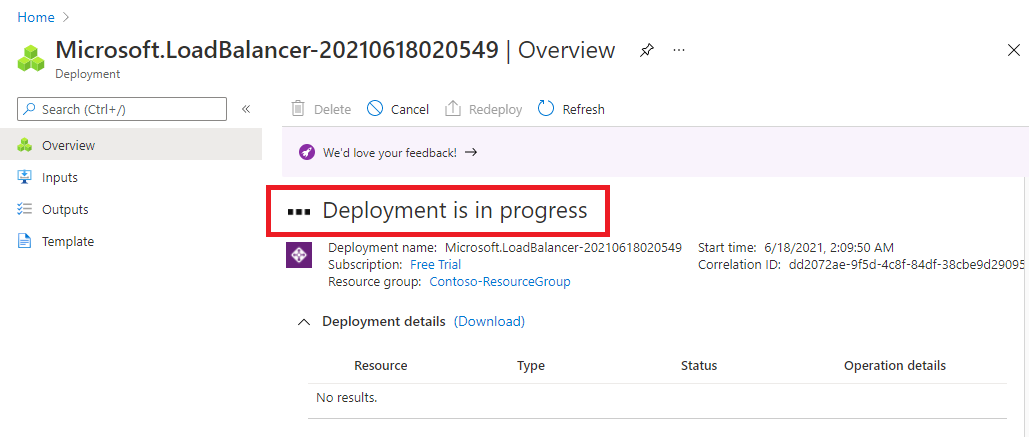 Home
Microsoft.LoadBalancer-20210618020549 | Overview
Deployment
Search (Ctrl+/)
Delete Cancel Redeploy Refresh
Overview
Inputs
Outputs
Template
We'd love your feedback!
Deployment is in progress
Deployment name: Microsoft.LoadBalancer-20210618020549 Start time: 6/18/2021, 2:09:50 AM
Subscription: Free Trial Correlation ID: dd2072ae-9f5d-4c8f-84df-38cbe9d29095
Resource group: Contoso-ResourceGroup
Deployment details (Download)
Resource Type Status Operation details
No results.